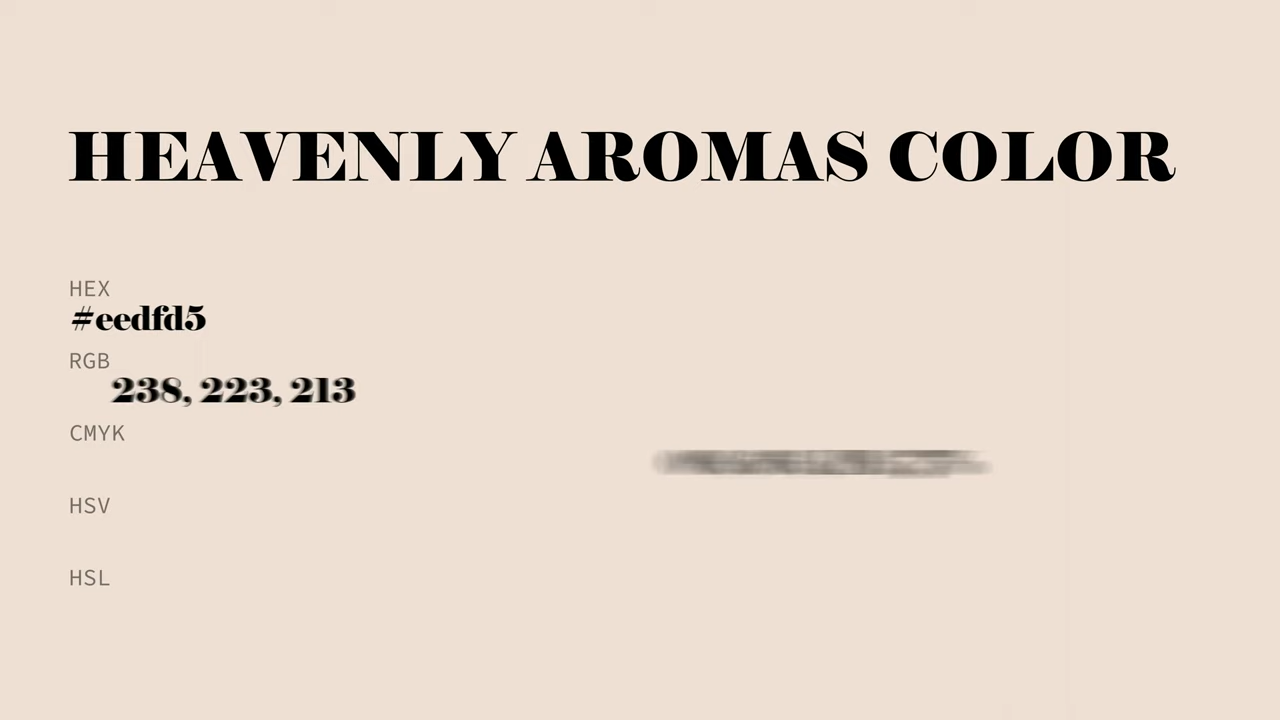 HEAVENLY AROMAS COLOR
HEX
#eedfd5
RGB
238, 223, 213
CMYK
HSV
HSL